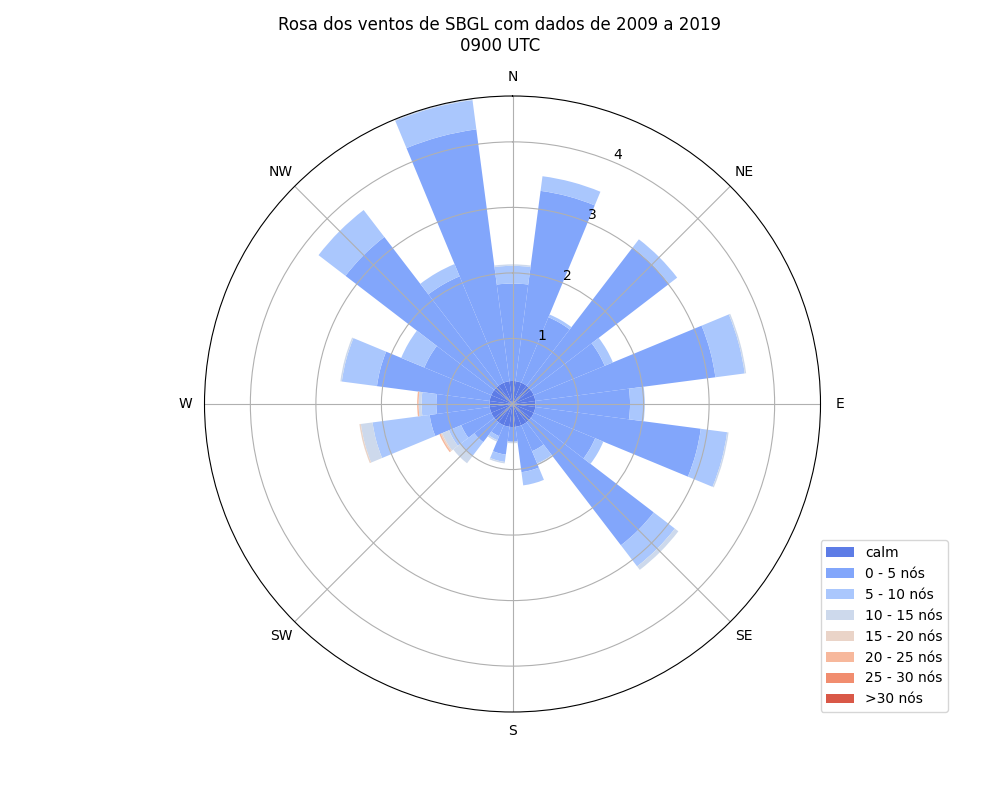 Rosa dos ventos de SBGL com dados de 2009 a 2019
0900 UTC
N
NW
NE
4
3
2
1
W
E
SW
SE
S
calm
0 - 5 nós
5 - 10 nós
10 - 15 nós
15 - 20 nós
20 - 25 nós
25 - 30 nós
>30 nós